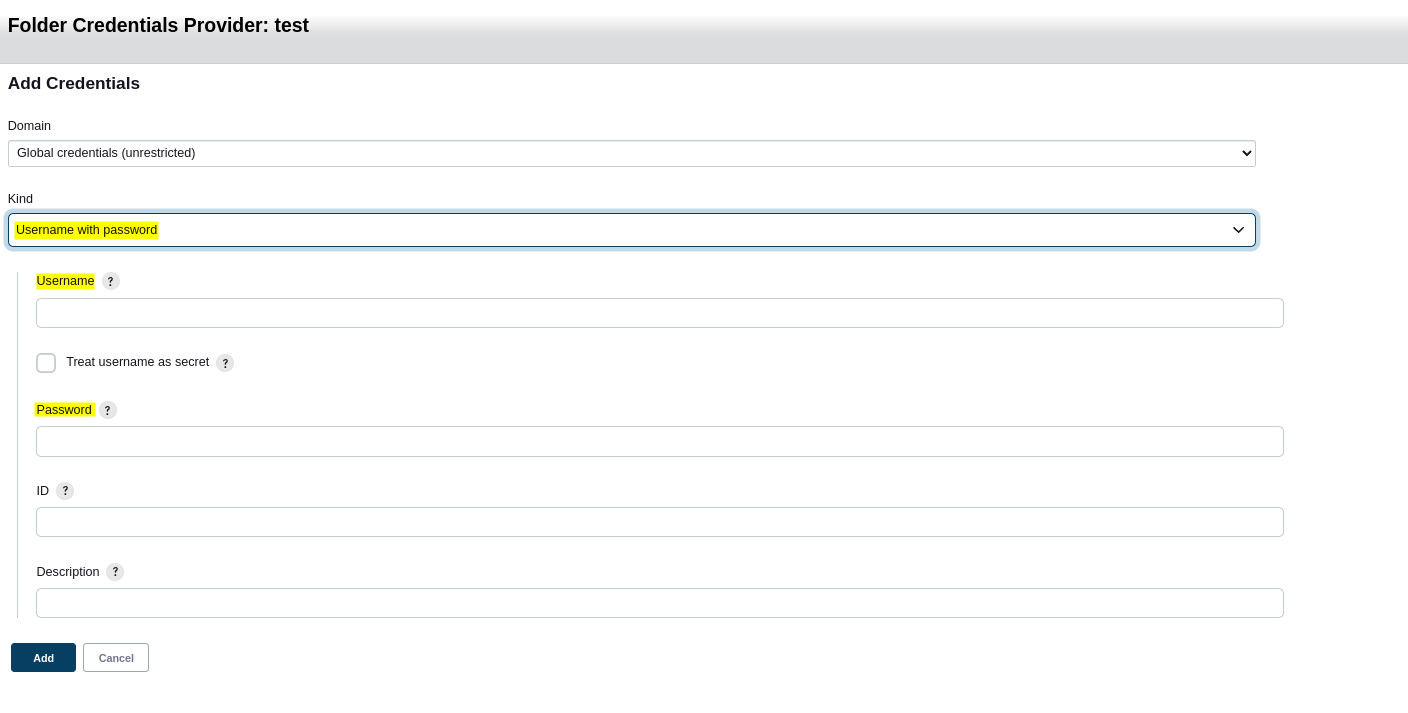 Folder Credentials Provider: test
Add Credentials
Domain
Global credentials (unrestricted)
Kind
Username with password
Username ?
Treat username as secret ?
Password ?
ID ?
Description ?
Add Cancel